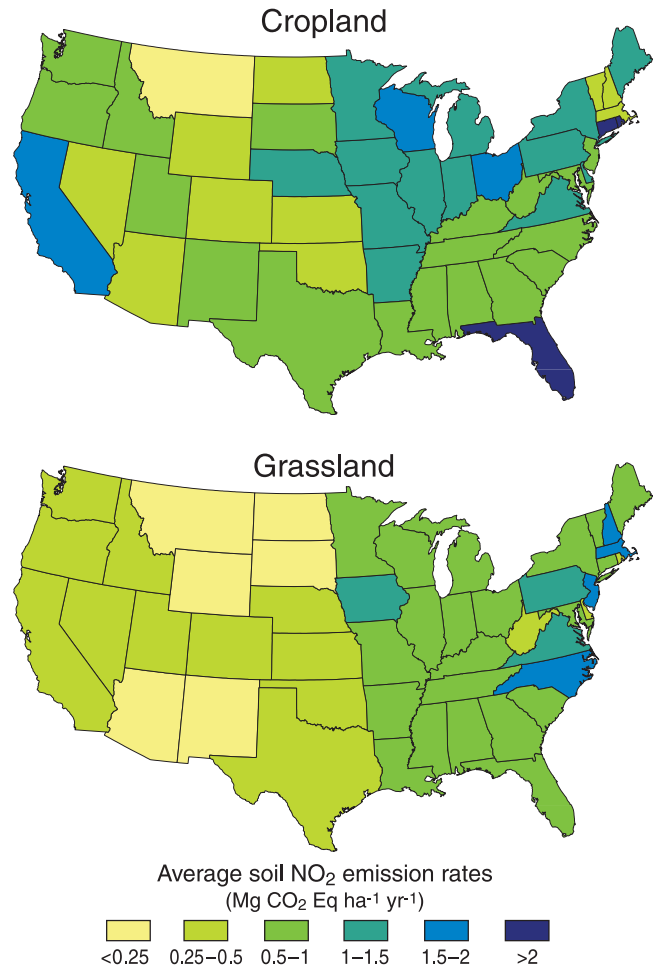 Cropland
Grassland
Average soil NO₂ emission rates
(Mg CO₂ Eq ha⁻¹ yr⁻¹)
<0.25 0.25–0.5 0.5–1 1–1.5 1.5–2 >2